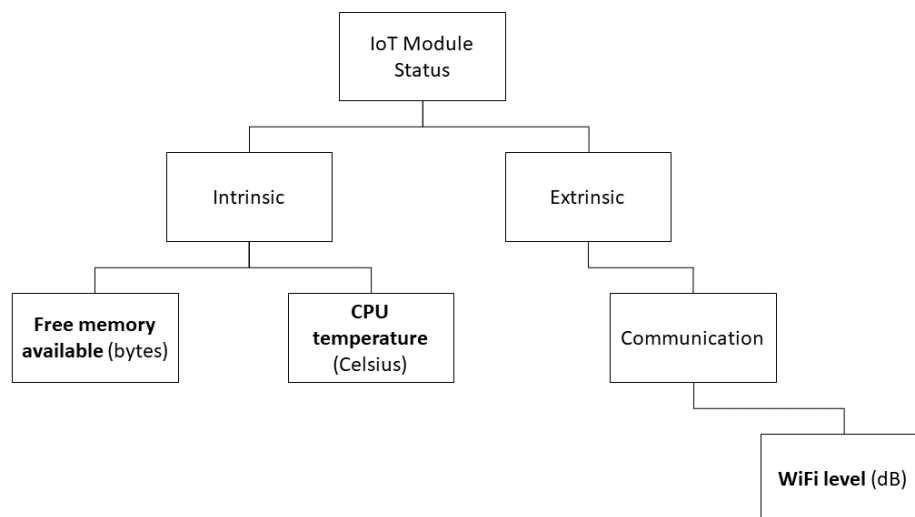 IoT Module
Status
Intrinsic
Extrinsic
Free memory
available (bytes)
CPU
temperature
(Celsius)
Communication
WiFi level (dB)